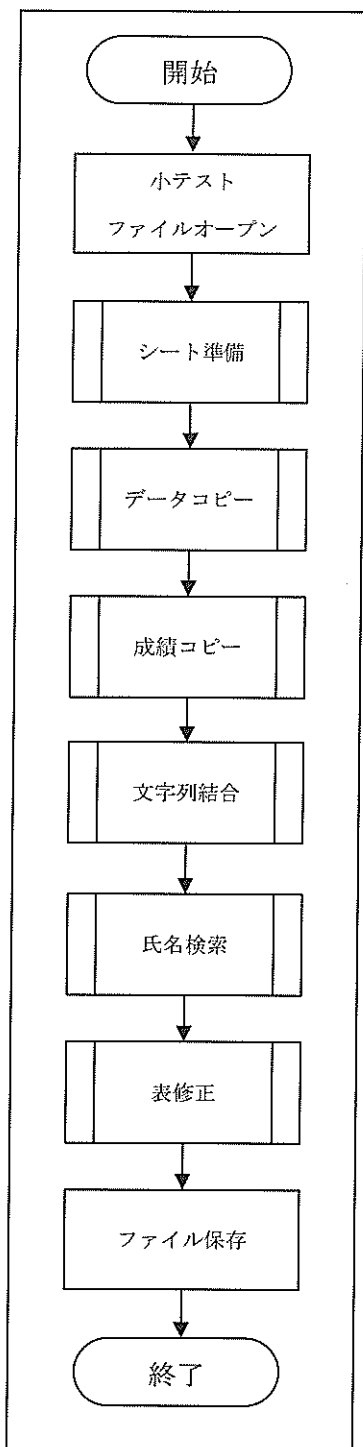 開始
小テスト
ファイルオープン
シート準備
データコピー
成績コピー
文字列結合
氏名検索
表修正
ファイル保存
終了